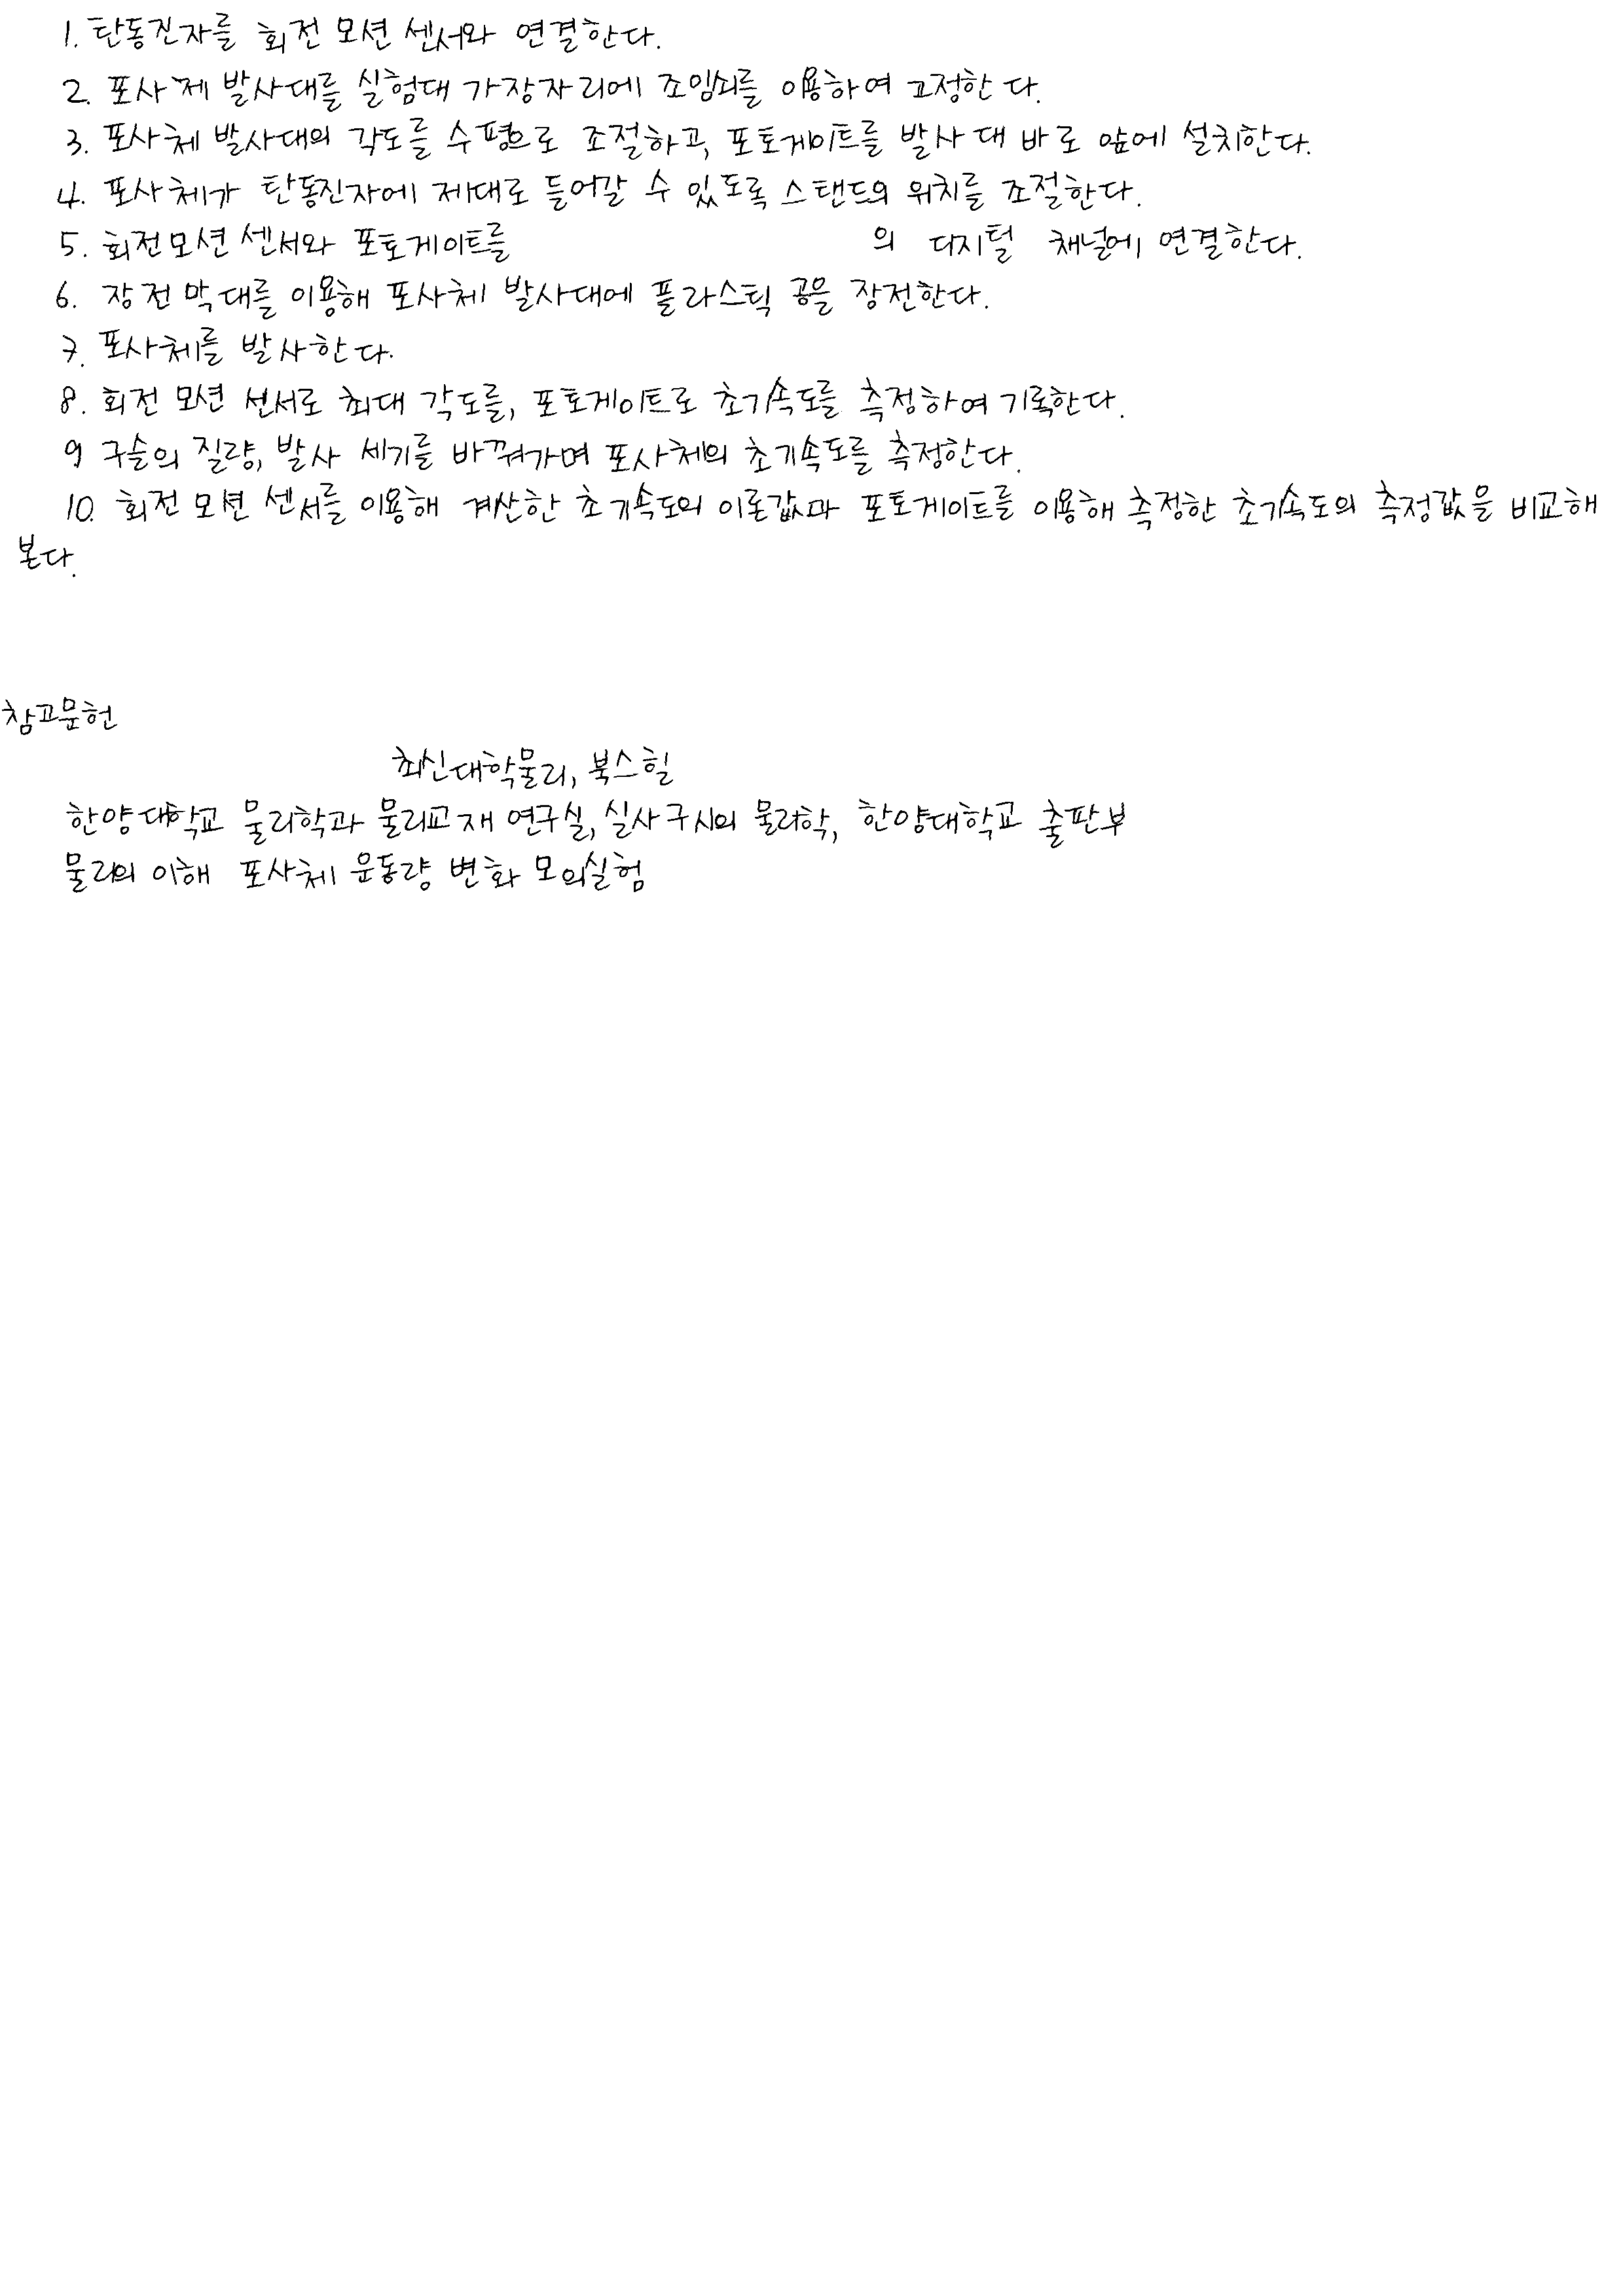 1. 탄동진자를 회전 모션 센서와 연결한다.
2. 포사체 발사대를 실험대 가장자리에 조임쇠를 이용하여 고정한다.
3. 포사체 발사대의 각도를 수평으로 조절하고, 포토게이트를 발사대 바로 앞에 설치한다.
4. 포사체가 탄동진자에 제대로 들어갈 수 있도록 스탠드의 위치를 조절한다.
5. 회전모션 센서와 포토게이트를 의 디지털 채널에 연결한다.
6. 장전 막대를 이용해 포사체 발사대에 플라스틱 공을 장전한다.
7. 포사체를 발사한다.
8. 회전 모션 센서로 최대 각도를, 포토게이트로 초기속도를 측정하여 기록한다.
9 구슬의 질량, 발사 세기를 바꿔가며 포사체의 초기속도를 측정한다.
10. 회전 모션 센서를 이용해 계산한 초기속도의 이론값과 포토게이트를 이용해 측정한 초기속도의 측정값을 비교해
본다.
참고문헌
최신대학물리, 북스힐
한양대학교 물리학과 물리교재 연구실, 실사구시의 물리학, 한양대학교 출판부
물리의 이해 포사체 운동량 변화 모의실험